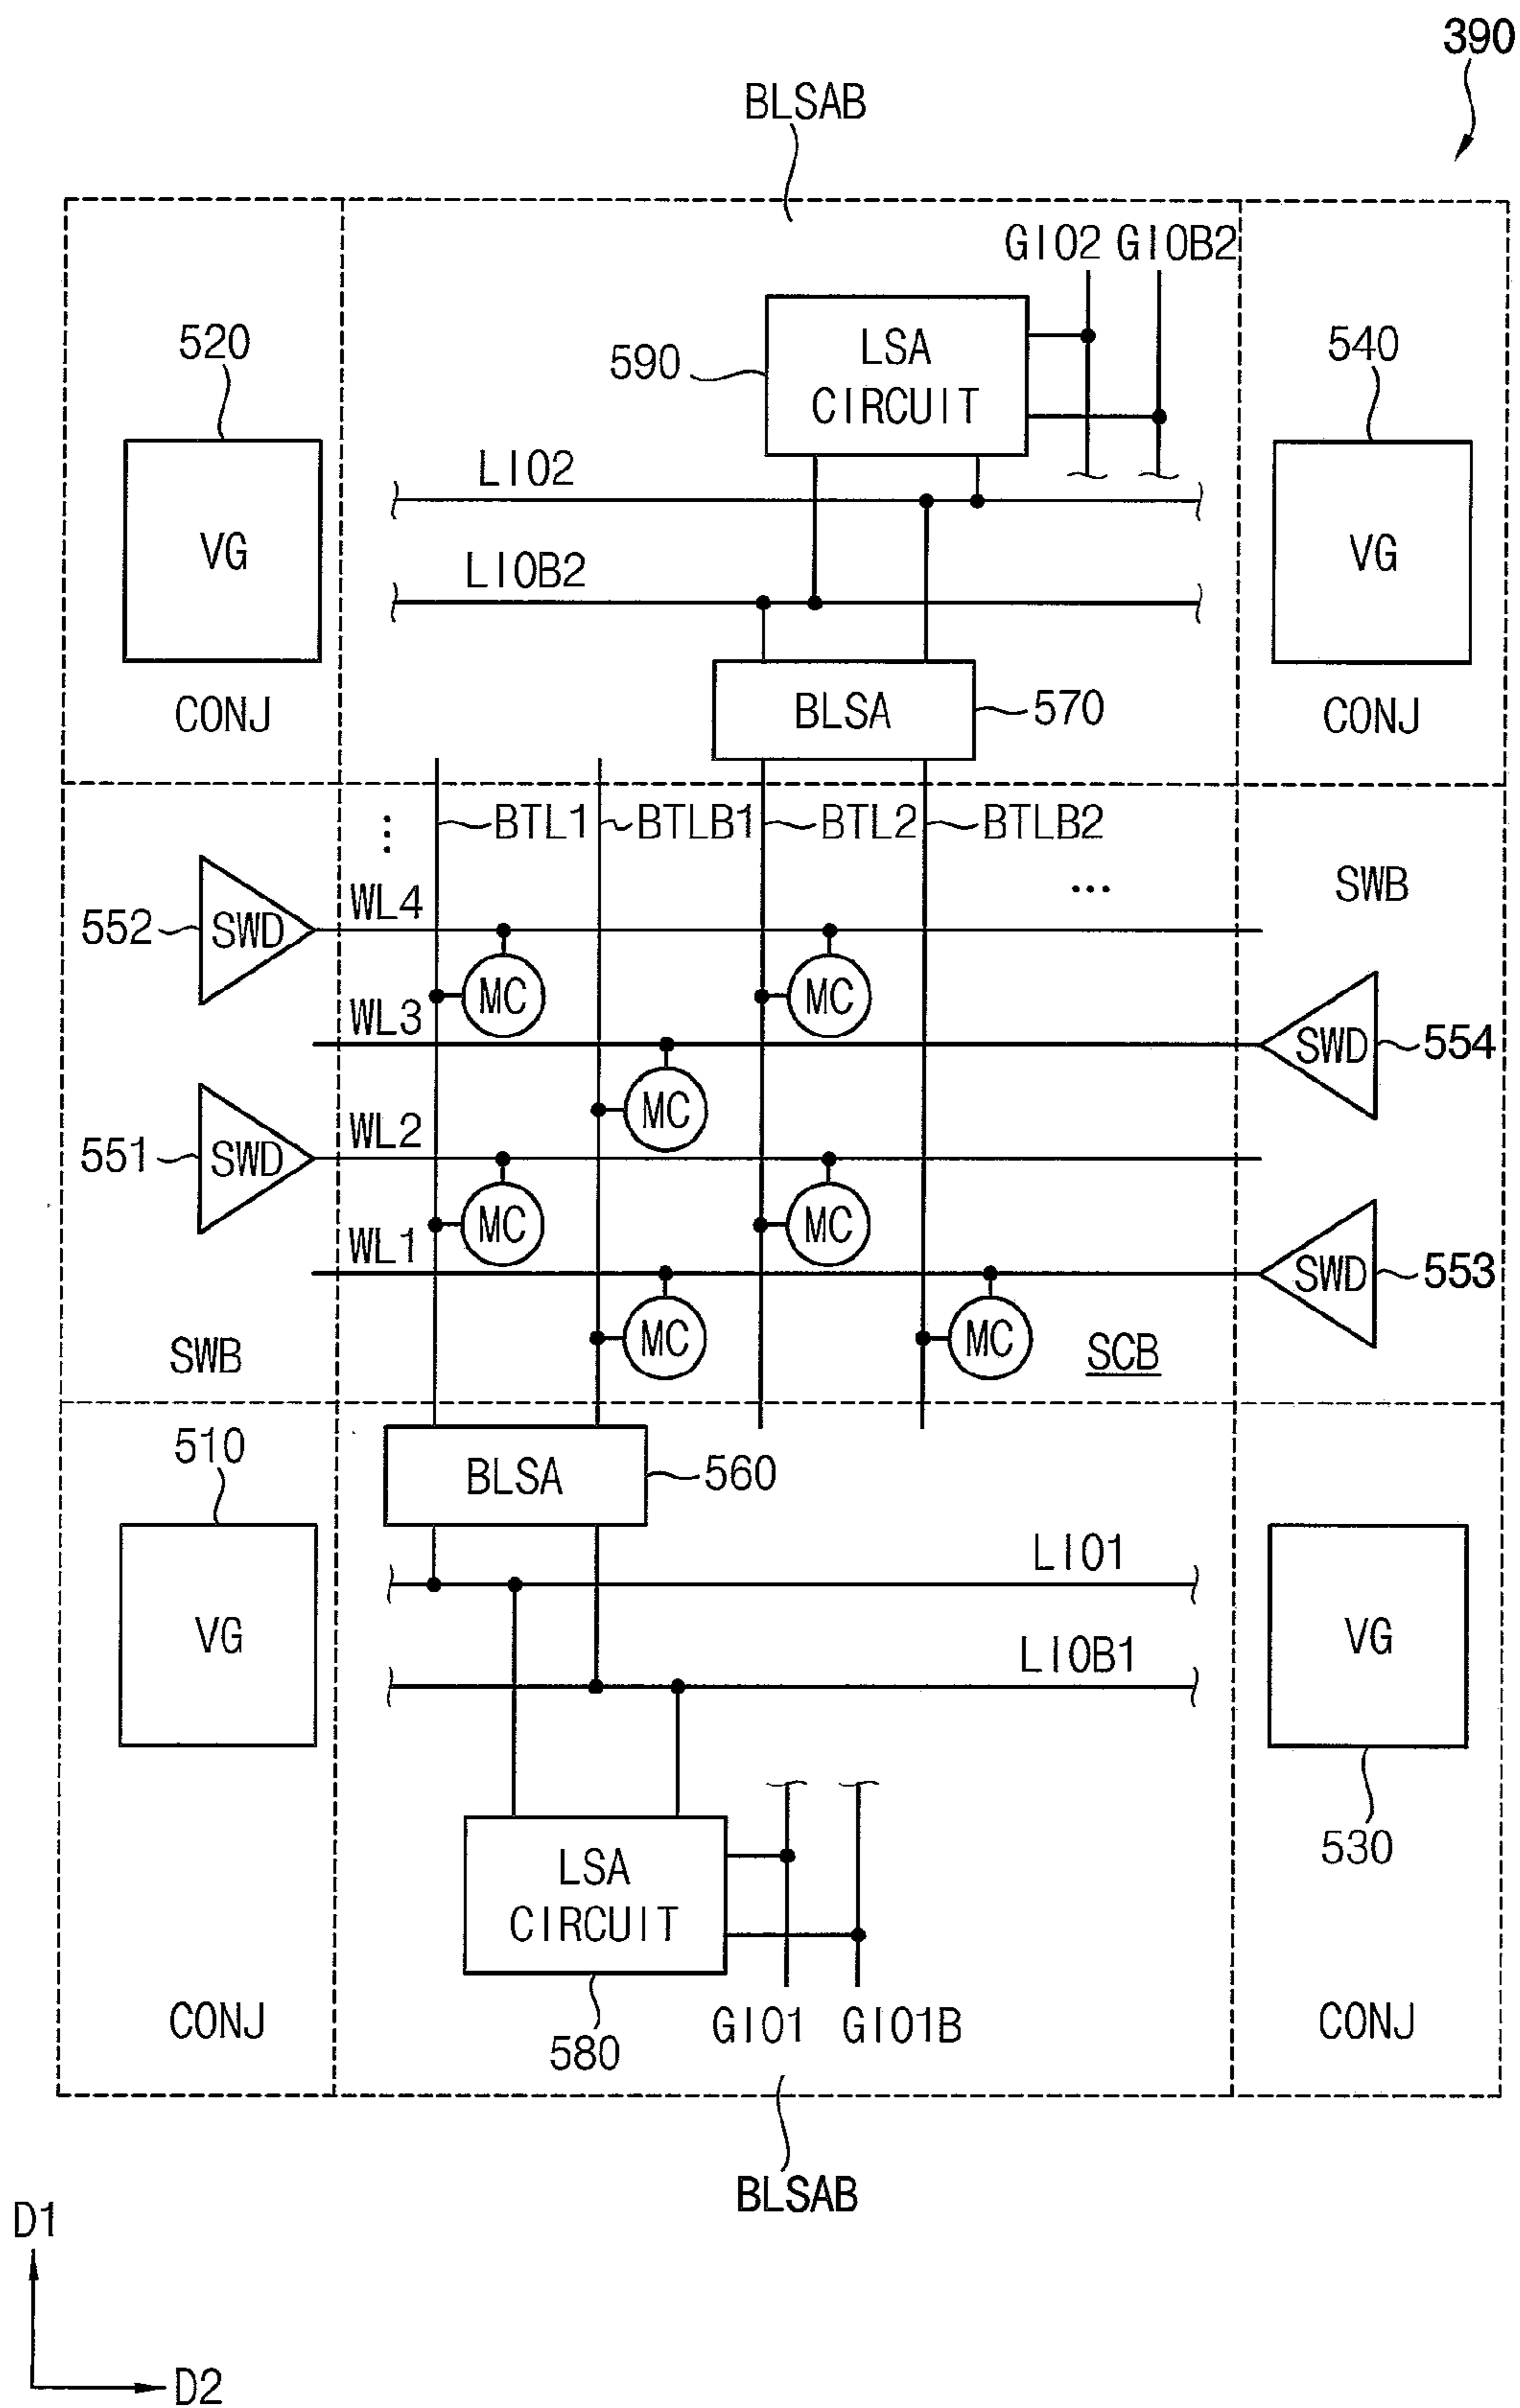 390
BLSAB
GIO2 GIOB2
520
590
LSA
CIRCUIT
540
LIO2
VG
LIOB2
VG
CONJ
BLSA
570
CONJ
BTL1 BTLB1 BTL2 BTLB2
...
...
SWB
WL4
552
SWD
MC MC
WL3
SWD
554
MC
WL2
551
SWD
MC MC
WL1
SWD
553
MC MC
SWB
SCB
510
BLSA
560
LIO1
VG
LIOB1
VG
530
LSA
CIRCUIT
CONJ
580
GIO1 GIO1B
CONJ
BLSAB
D1
D2